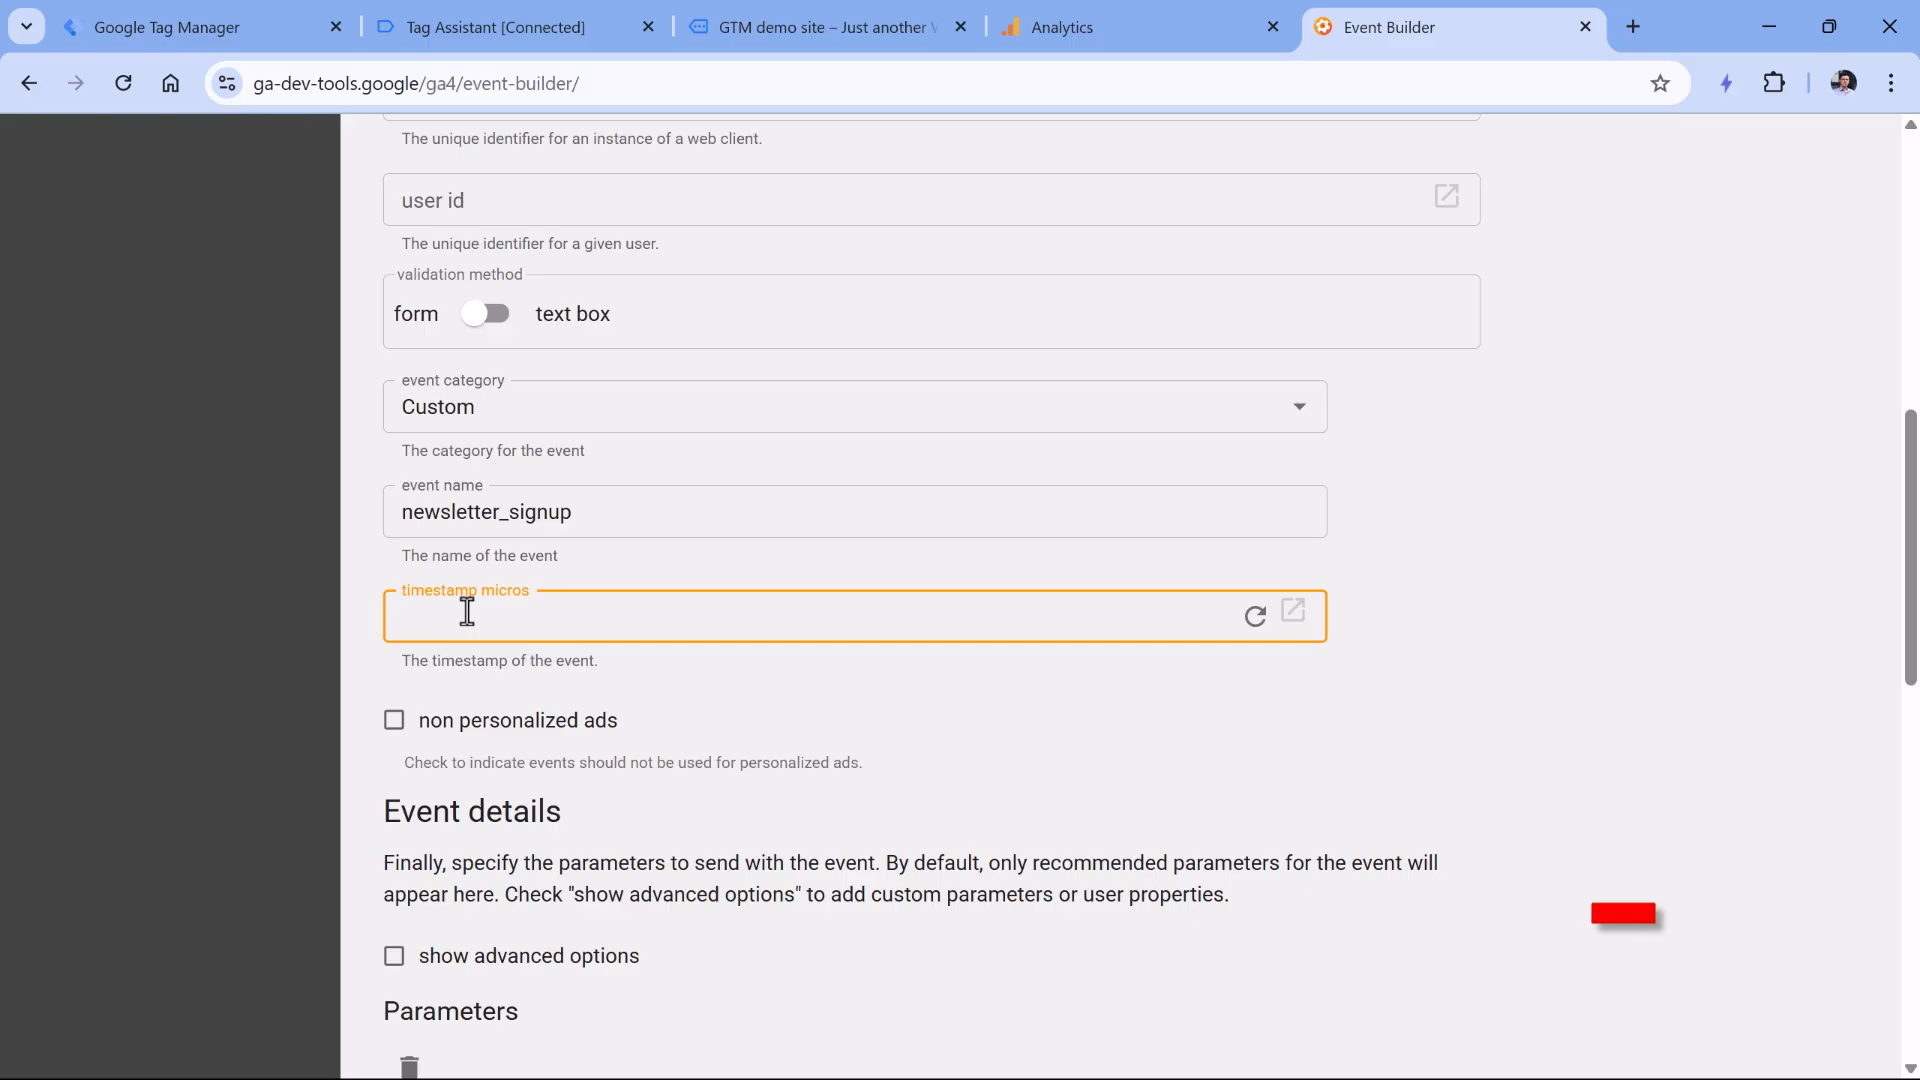 Google Tag Manager
Tag Assistant [Connected]
GTM demo site – Just another
Analytics
Event Builder
ga-dev-tools.google/ga4/event-builder/
The unique identifier for an instance of a web client.
user id
The unique identifier for a given user.
validation method
form
text box
event category
Custom
The category for the event
event name
newsletter_signup
The name of the event
timestamp micros
The timestamp of the event.
non personalized ads
Check to indicate events should not be used for personalized ads.
Event details
Finally, specify the parameters to send with the event. By default, only recommended parameters for the event will
appear here. Check "show advanced options" to add custom parameters or user properties.
show advanced options
Parameters